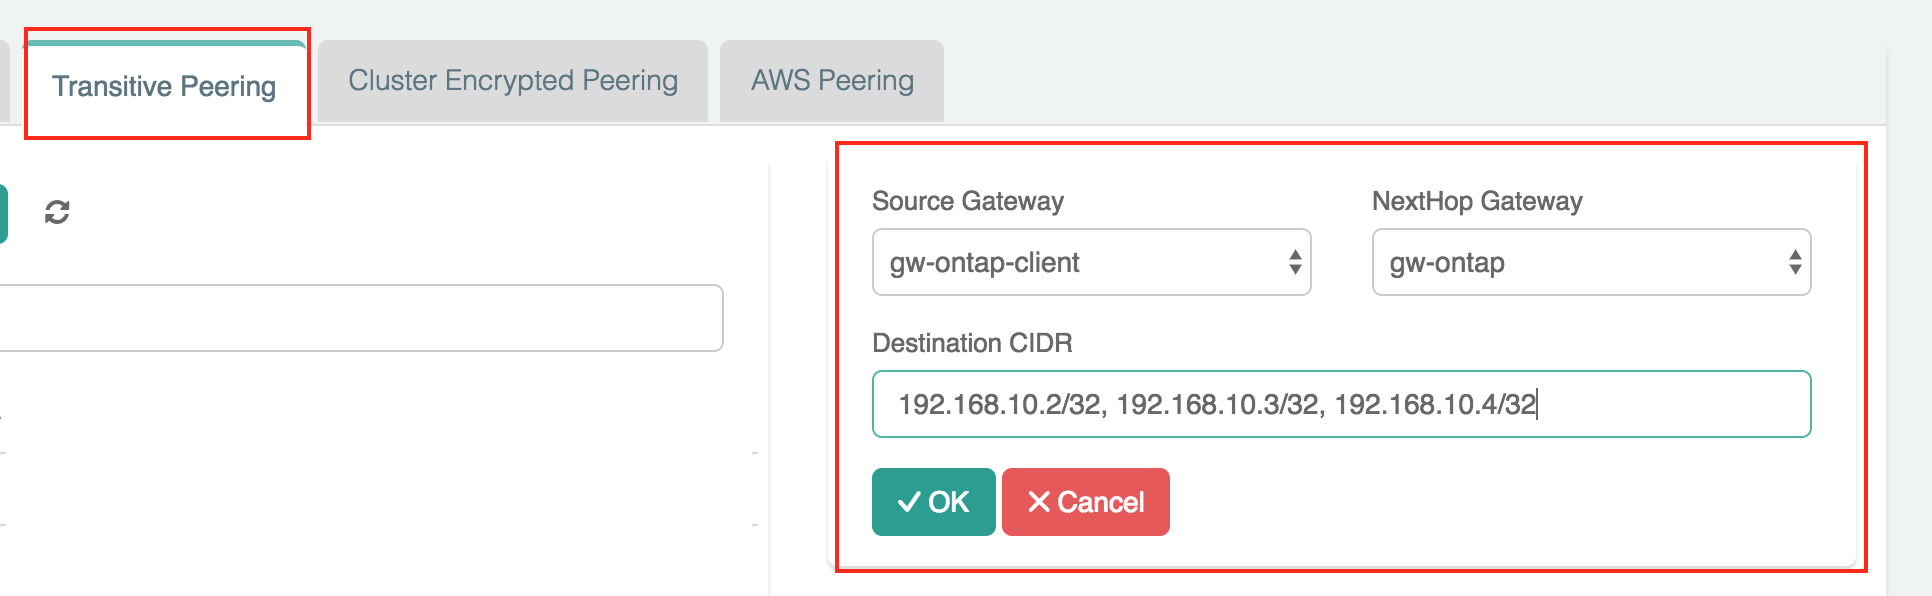 Transitive Peering
Cluster Encrypted Peering
AWS Peering
Source Gateway
NextHop Gateway
gw-ontap-client
gw-ontap
Destination CIDR
192.168.10.2/32, 192.168.10.3/32, 192.168.10.4/32
OK
Cancel